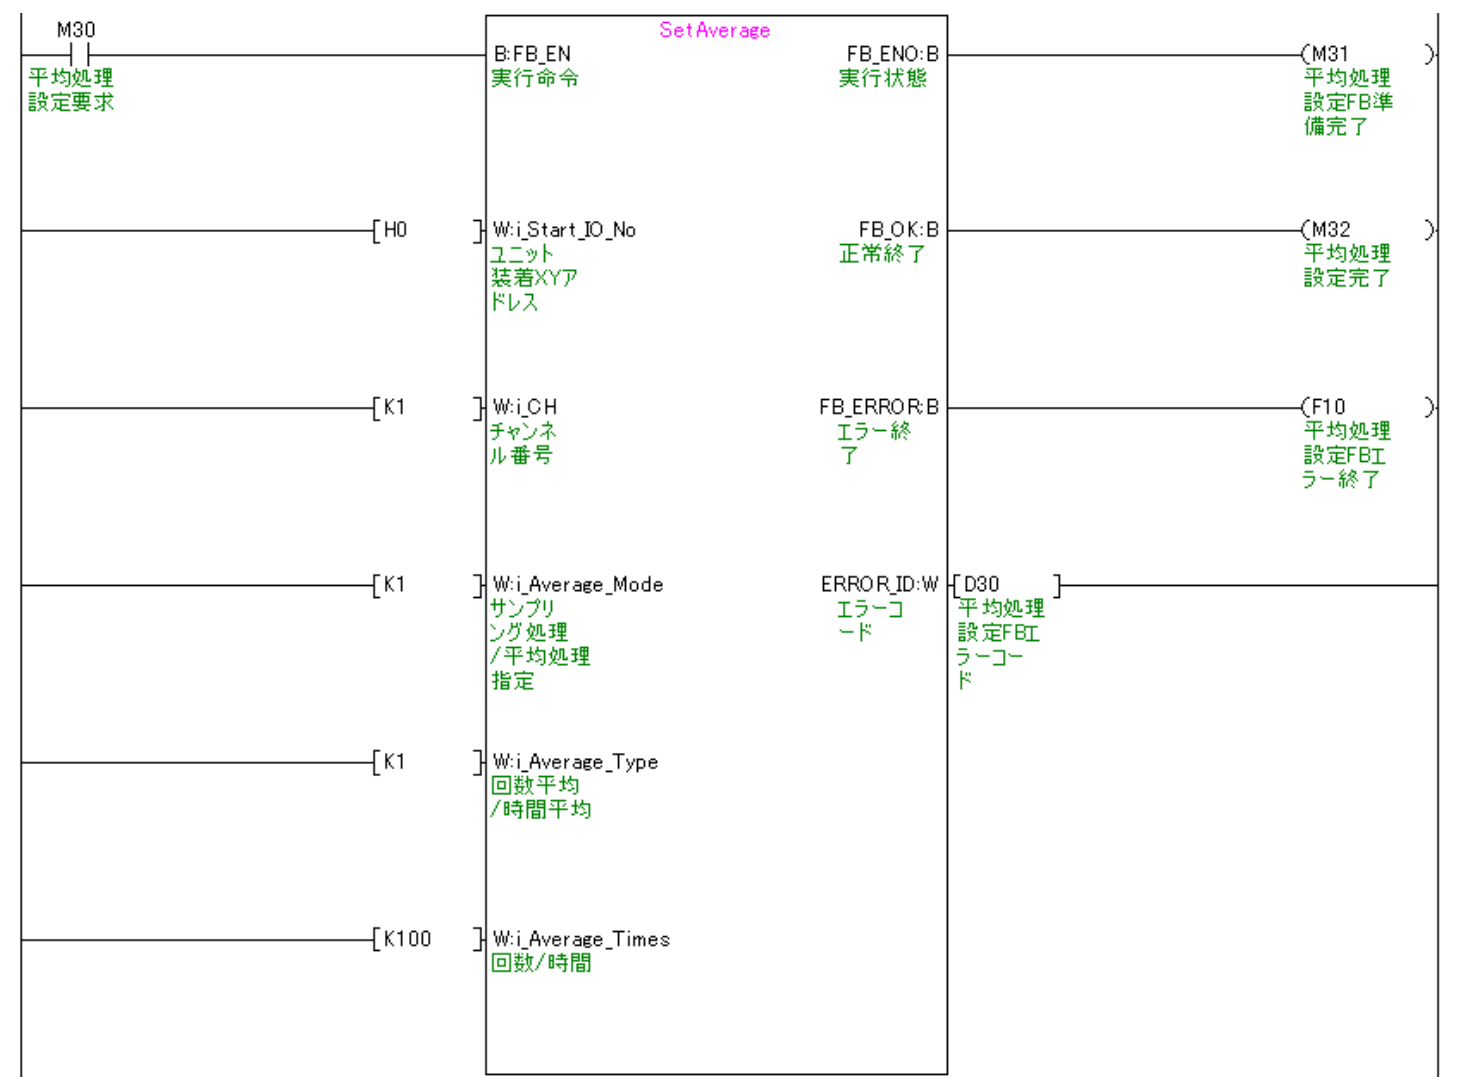 SetAverage
M30
平均処理
設定要求
B:FB_EN
実行命令
FB_ENO:B
実行状態
(M31 )
平均処理
設定FB準
備完了
[H0 ]
W:i_Start_IO_No
ユニット
装着XYア
ドレス
FB_OK:B
正常終了
(M32 )
平均処理
設定完了
[K1 ]
W:i_CH
チャンネ
ル番号
FB_ERROR:B
エラー終
了
(F10 )
平均処理
設定FBエ
ラー終了
[K1 ]
W:i_Average_Mode
サンプリ
ング処理
/平均処理
指定
ERROR_ID:W
エラーコ
ード
[D30 ]
平均処理
設定FBエ
ラーコー
ド
[K1 ]
W:i_Average_Type
回数平均
/時間平均
[K100 ]
W:i_Average_Times
回数/時間